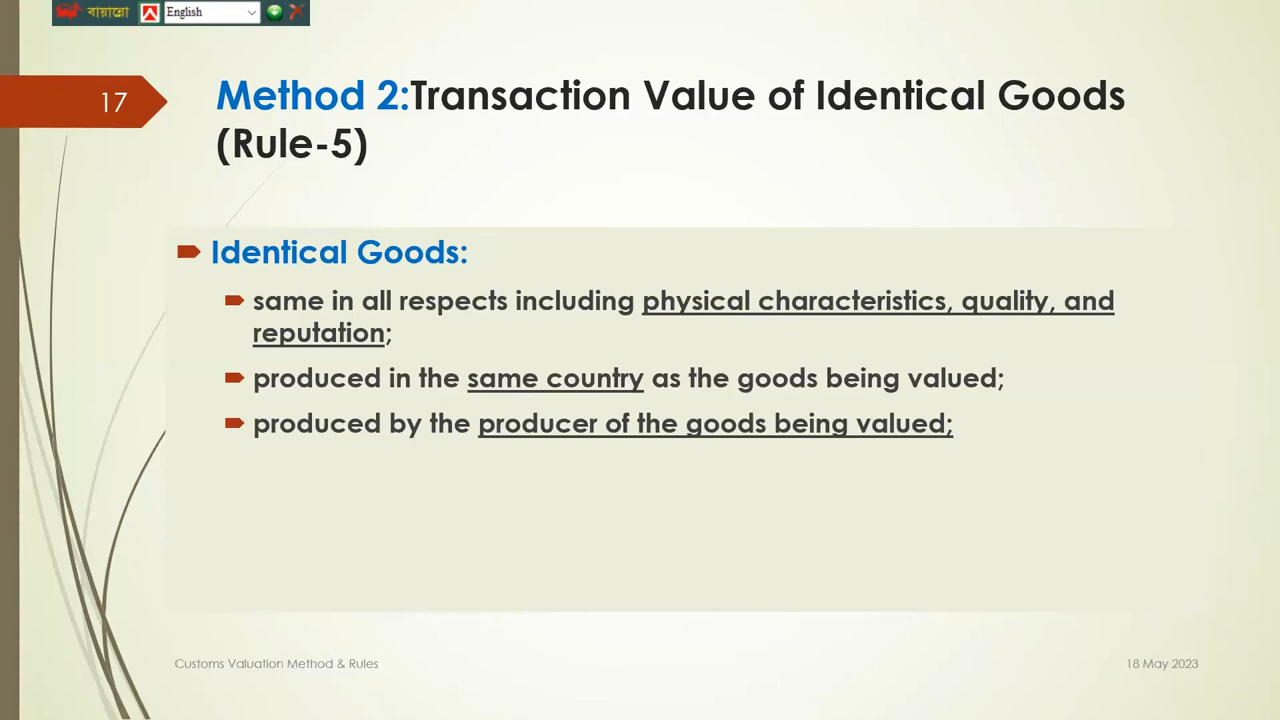 বায়ান্নো English
17
Method 2:Transaction Value of Identical Goods
(Rule-5)
Identical Goods:
same in all respects including physical characteristics, quality, and
reputation;
produced in the same country as the goods being valued;
produced by the producer of the goods being valued;
Customs Valuation Method & Rules
18 May 2023